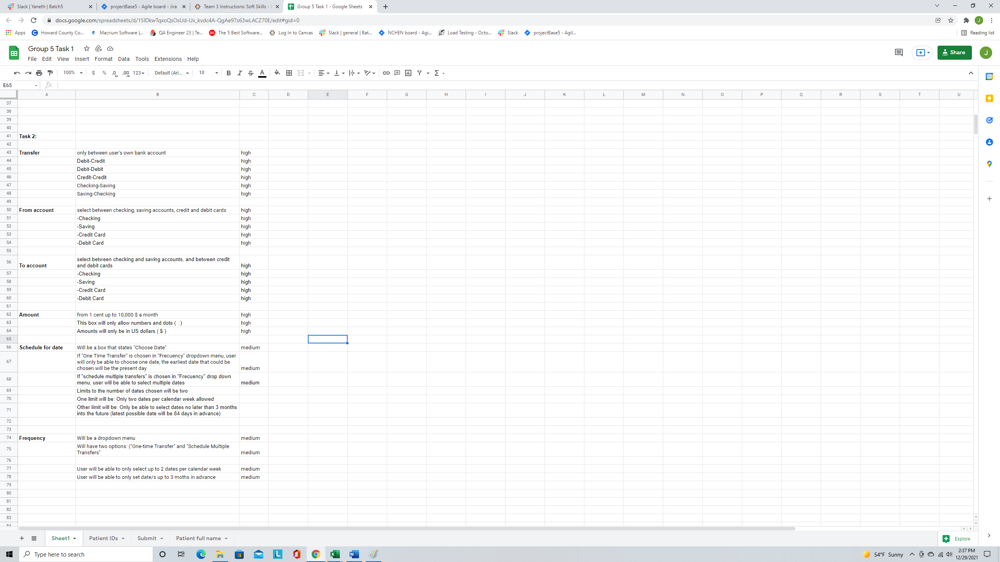 Slack | Yaneth | Batch5
projectBase5 - Agile board - Jira
Team 3 Instructions: Soft Skills -
Group 5 Task 1 - Google Sheets
docs.google.com/spreadsheets/d/15IDkwTqxoQsOsUd-Ux_kvdc4A-QgAe97s63wLACZ70E/edit#gid=0
J
Apps
Howard County Co...
Macrium Software |...
QA Engineer 23 | Te...
BR
The 5 Best Software...
Log In to Canvas
Slack | general | Bat...
NCHEN board - Agi...
Load Testing - Octo...
Slack
projectBase5 - Agil...
Reading list
Group 5 Task 1
File Edit View Insert Format Data Tools Extensions Help
Share
J
100% $ % .0 .00 123 Default (Ari... 10 B I S A
E65 fx
A B C D E F G H I J K L M N O P Q R S T U
37
38
39
40
41 Task 2:
42
43 Transfer only between user's own bank account high
44 Debit-Credit high
45 Debit-Debit high
46 Credit-Credit high
47 Checking-Saving high
48 Saving-Checking high
49
50 From account select between checking, saving accounts, credit and debit cards high
51 -Checking high
52 -Saving high
53 -Credit Card high
54 -Debit Card high
55
select between checking and saving accounts, and between credit
56 To account and debit cards high
57 -Checking high
58 -Saving high
59 -Credit Card high
60 -Debit Card high
61
62 Amount from 1 cent up to 10,000 $ a month high
63 This box will only allow numbers and dots ( . ) high
64 Amounts will only be in US dollars ( $ ) high
65
66 Schedule for date Will be a box that states "Choose Date" medium
If "One Time Transfer" is chosen in "Frecuency" dropdown menu, user
67 will only be able to choose one date, the earliest date that could be
chosen will be the present day medium
If "schedule multiple transfers" is chosen in "Frecuency" drop down
68 menu, user will be able to select multiple dates medium
69 Limits to the number of dates chosen will be two
70 One limit will be: Only two dates per calendar week allowed
Other limit will be: Only be able to select dates no later than 3 months
71 into the future (latest possible date will be 84 days in advance)
72
73
74 Frequency Will be a dropdown menu medium
Will have two options: ("One-time Transfer" and "Schedule Multiple
75 Transfers" medium
76
77 User will be able to only select up to 2 dates per calendar week medium
78 User will be able to only set date/s up to 3 moths in advance medium
79
80
81
82
83
84
Sheet1 Patient IDs Submit Patient full name
Explore
Type here to search
54°F Sunny
2:37 PM
12/29/2021